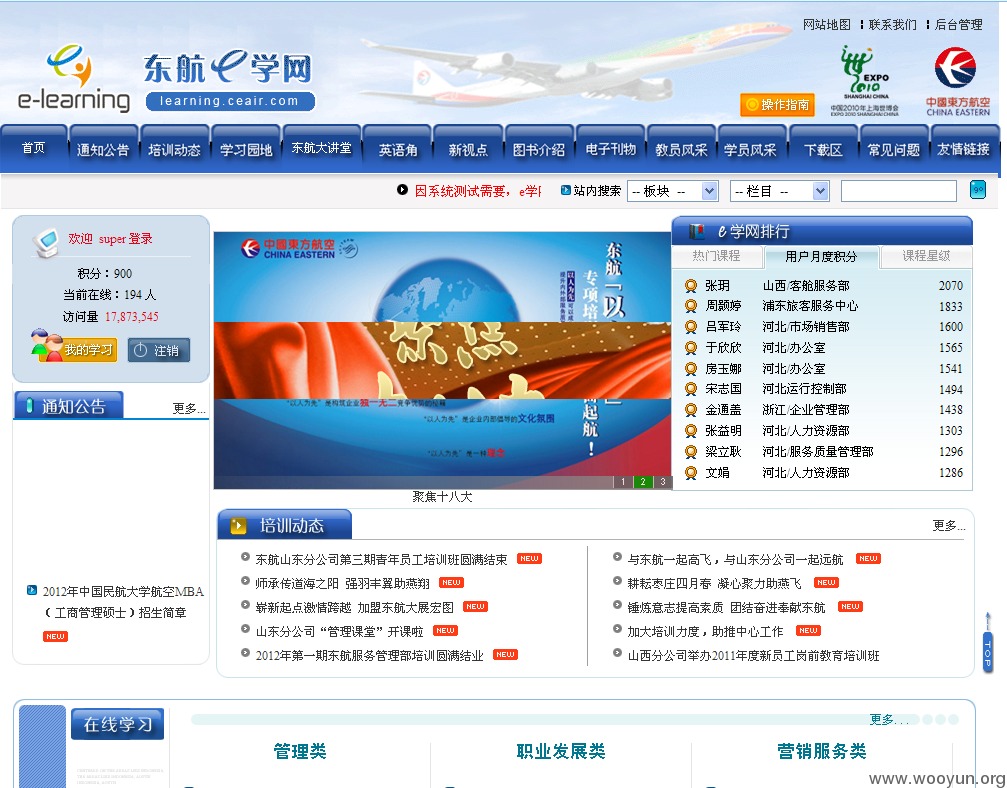 网站地图 ┇ 联系我们 ┇ 后台管理
e-learning
东航e学网
learning.ceair.com
操作指南
EXPO
2010
SHANGHAI CHINA
中国2010年上海世博会
EXPO 2010 SHANGHAI CHINA
中國東方航空
CHINA EASTERN
首页 通知公告 培训动态 学习园地 东航大讲堂 英语角 新视点 图书介绍 电子刊物 教员风采 学员风采 下载区 常见问题 友情链接
因系统测试需要，e学
站内搜索 -- 板块 -- -- 栏目 -- go
欢迎 super 登录
积分：900
当前在线：194 人
访问量 17,873,545
我的学习 注销
通知公告 更多...
2012年中国民航大学航空MBA
（工商管理硕士）招生简章
NEW
中國東方航空
CHINA EASTERN
东航「以
专项培
起航！
"以人为先"是构筑企业独一无二竞争优势的
"以人为先"是企业内部倡导的文化氛围
"以人为先"是一种理念
1 2 3
聚焦十八大
e学网排行
热门课程 用户月度积分 课程星级
张玥 山西/客舱服务部 2070
周颖婷 浦东旅客服务中心 1833
吕军玲 河北/市场销售部 1600
于欣欣 河北/办公室 1565
房玉娜 河北/办公室 1541
宋志国 河北运行控制部 1494
金通盖 浙江/企业管理部 1438
张益明 河北/人力资源部 1303
梁立耿 河北/服务质量管理部 1296
文娟 河北/人力资源部 1286
培训动态 更多...
东航山东分公司第三期青年员工培训班圆满结束 NEW
师承传道海之阳 强羽丰翼助燕翔 NEW
崭新起点激情跨越 加盟东航大展宏图 NEW
山东分公司“管理课堂”开课啦 NEW
2012年第一期东航服务管理部培训圆满结业 NEW
与东航一起高飞，与山东分公司一起远航 NEW
耕耘枣庄四月春 凝心聚力助燕飞 NEW
锤炼意志提高素质 团结奋进奉献东航 NEW
加大培训力度，助推中心工作 NEW
山西分公司举办2011年度新员工岗前教育培训班
TOP
在线学习
更多...
管理类 职业发展类 营销服务类
www.wooyun.org